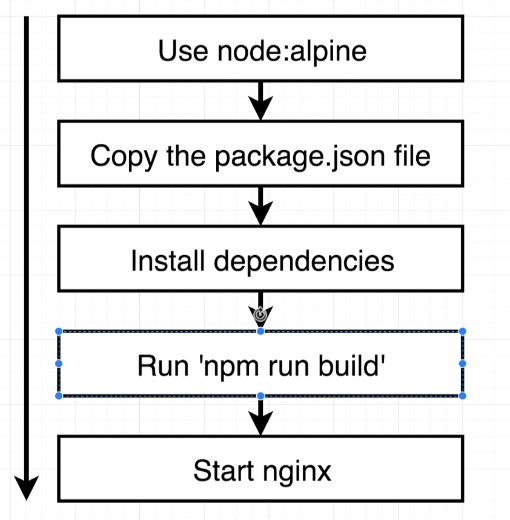 Use node:alpine
Copy the package.json file
Install dependencies
Run 'npm run build'
Start nginx